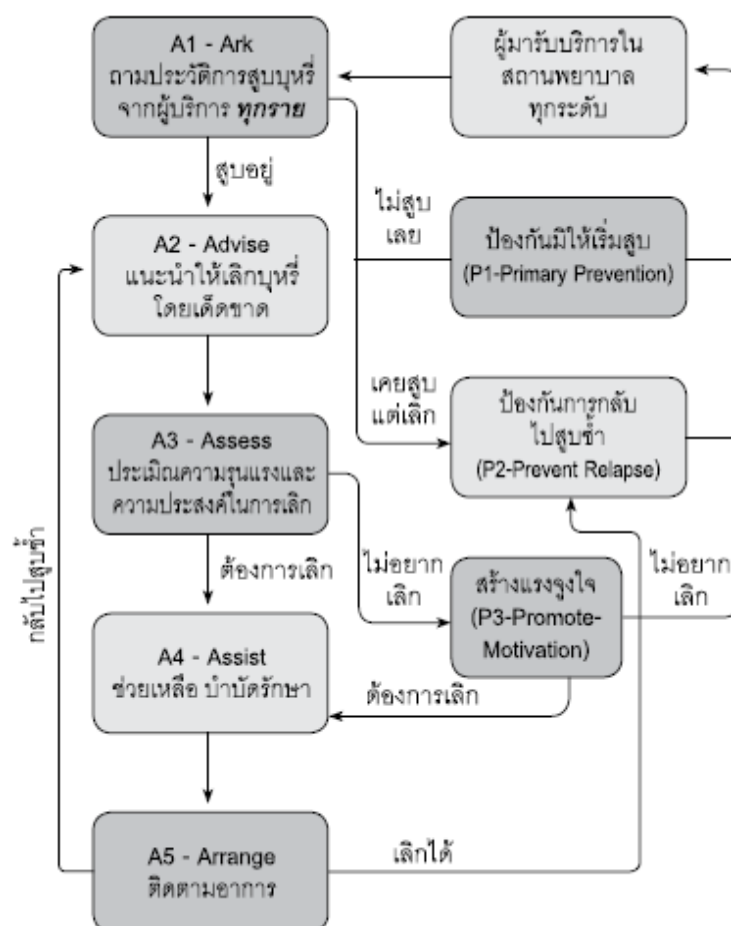 A1 - Ark
ถามประวัติการสูบบุหรี่
จากผู้บริการ ทุกราย
ผู้มารับบริการใน
สถานพยาบาล
ทุกระดับ
สูบอยู่
ไม่สูบ
เลย
A2 - Advise
แนะนำให้เลิกบุหรี่
โดยเด็ดขาด
ป้องกันมิให้เริ่มสูบ
(P1-Primary Prevention)
เคยสูบ
แต่เลิก
ป้องกันการกลับ
ไปสูบซ้ำ
(P2-Prevent Relapse)
A3 - Assess
ประเมิณความรุนแรงและ
ความประสงค์ในการเลิก
กลับไปสูบซ้ำ
ต้องการเลิก
ไม่อยาก
เลิก
สร้างแรงจูงใจ
(P3-Promote-
Motivation)
ไม่อยาก
เลิก
A4 - Assist
ช่วยเหลือ บำบัดรักษา
ต้องการเลิก
A5 - Arrange
ติดตามอาการ
เลิกได้